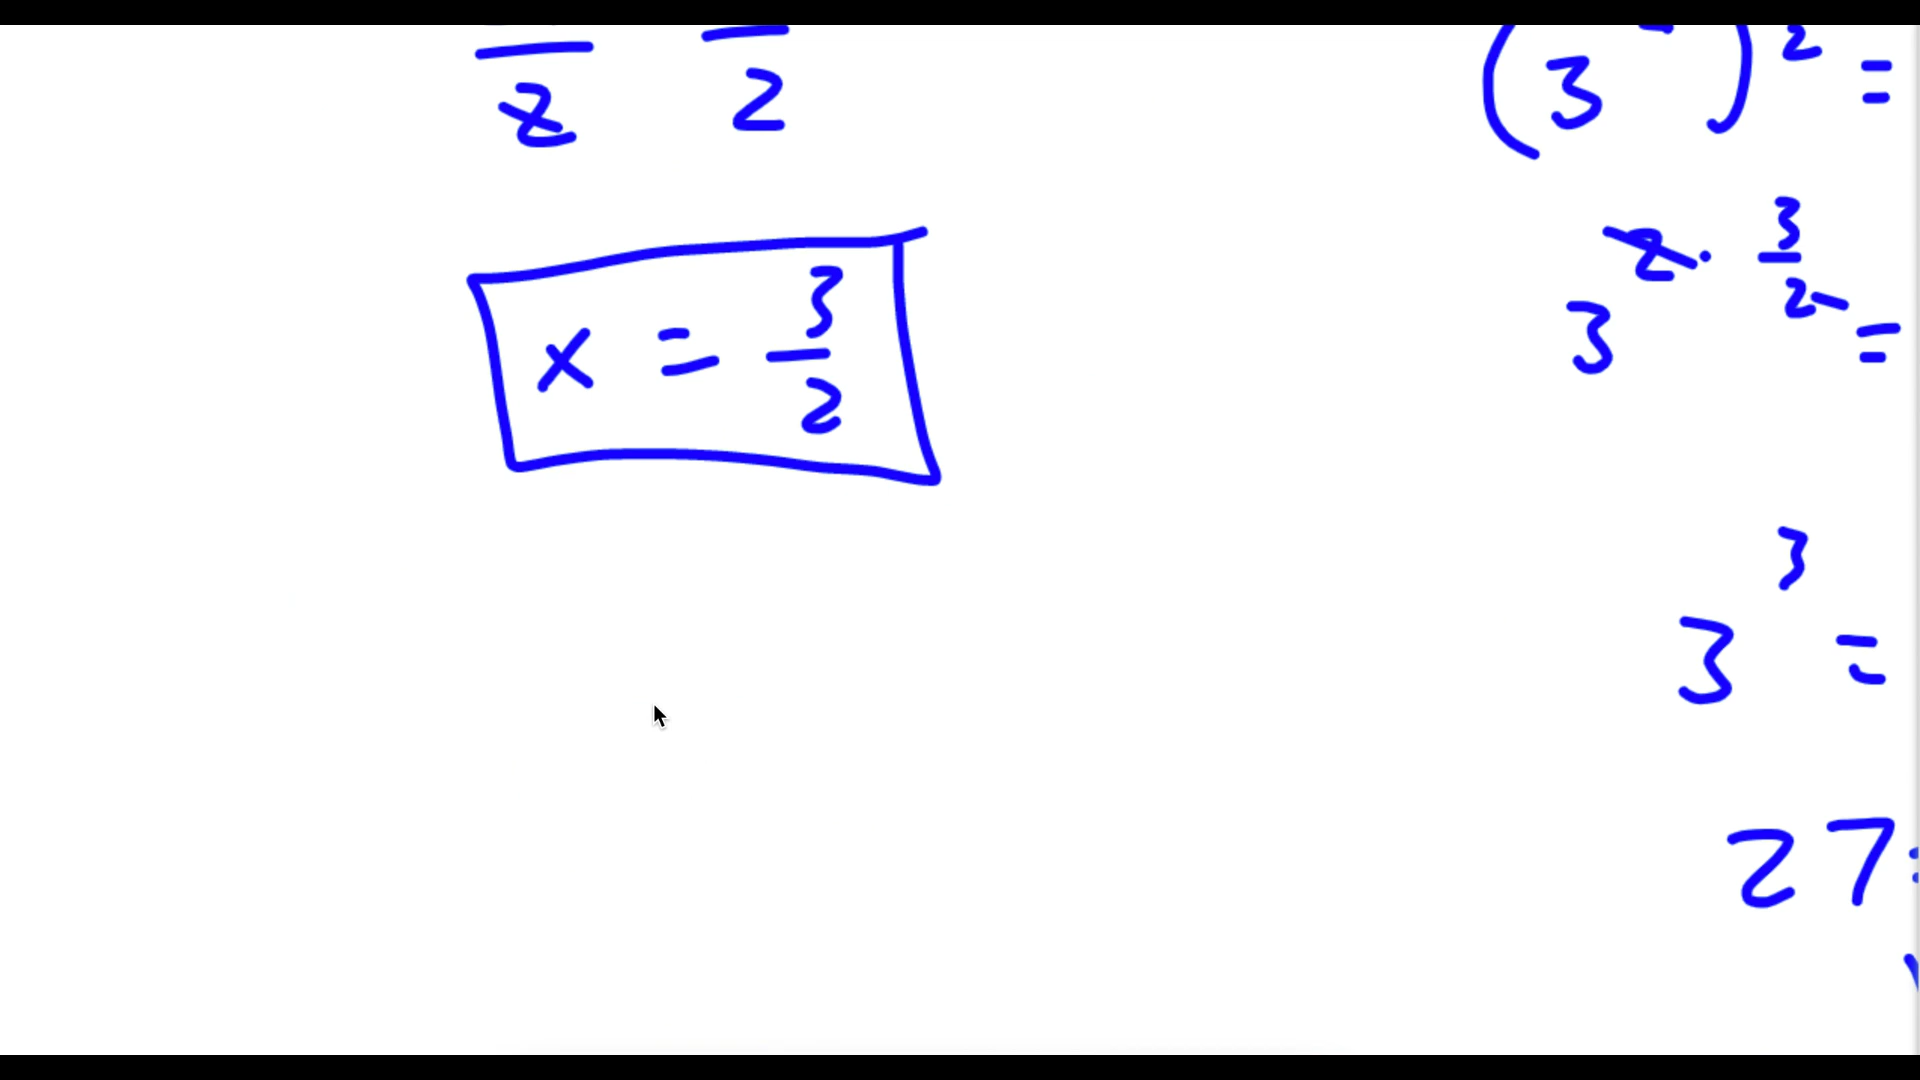 2 2
x = 3/2
(3 )² =
3^(2 · 3/2) =
3³ =
27=